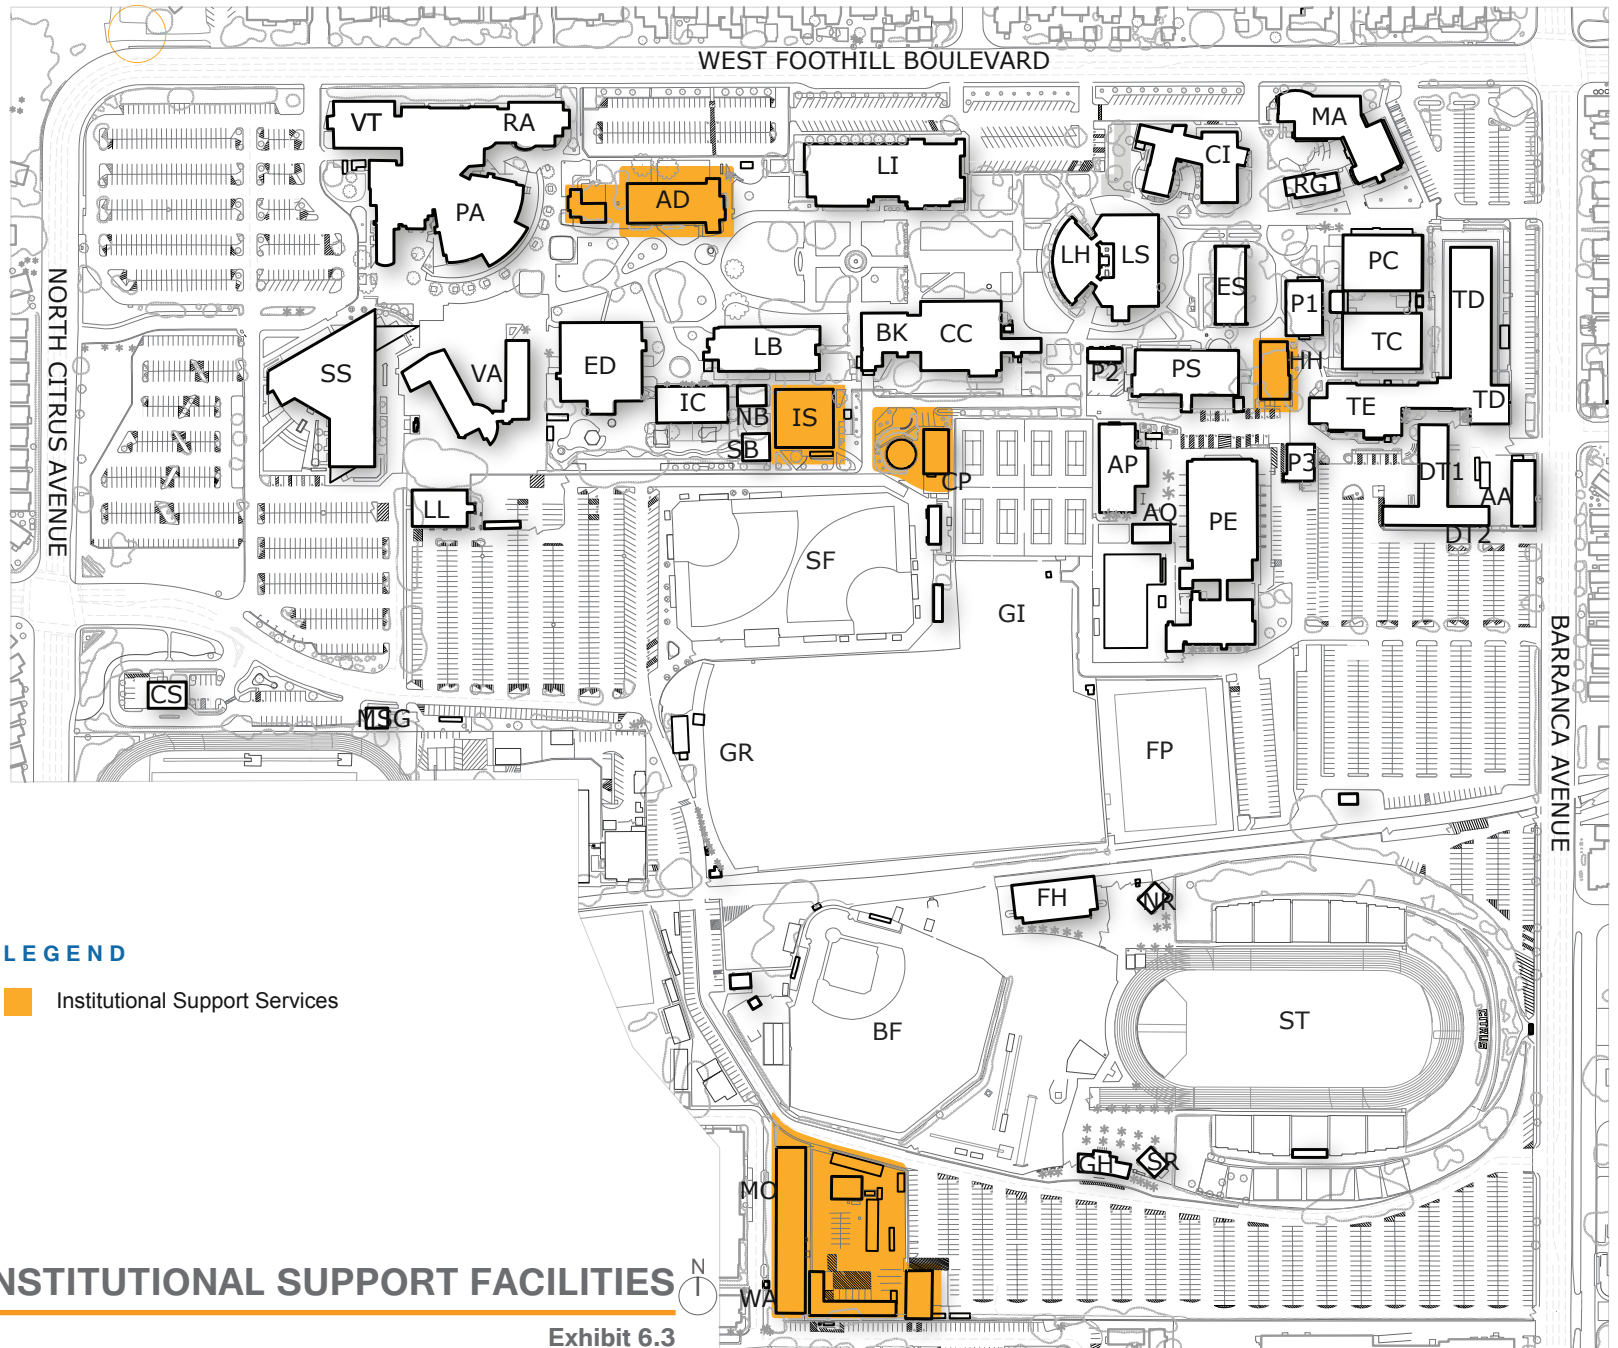 WEST FOOTHILL BOULEVARD
VT
RA
MA
CI
LI
RG
AD
PA
LH
LS
PC
ES
P1
TD
NORTH CITRUS AVENUE
BK
CC
LB
TC
HH
SS
VA
ED
P2
PS
IC
NB
IS
TE
TD
SB
CP
AP
P3
DT1
AA
LL
AQ
PE
DT2
SF
GI
BARRANCA AVENUE
CS
MSG
GR
FP
FH
NR
LEGEND
Institutional Support Services
BF
ST
CITRUS
GH
SR
MO
WA
N
NSTITUTIONAL SUPPORT FACILITIES
Exhibit 6.3